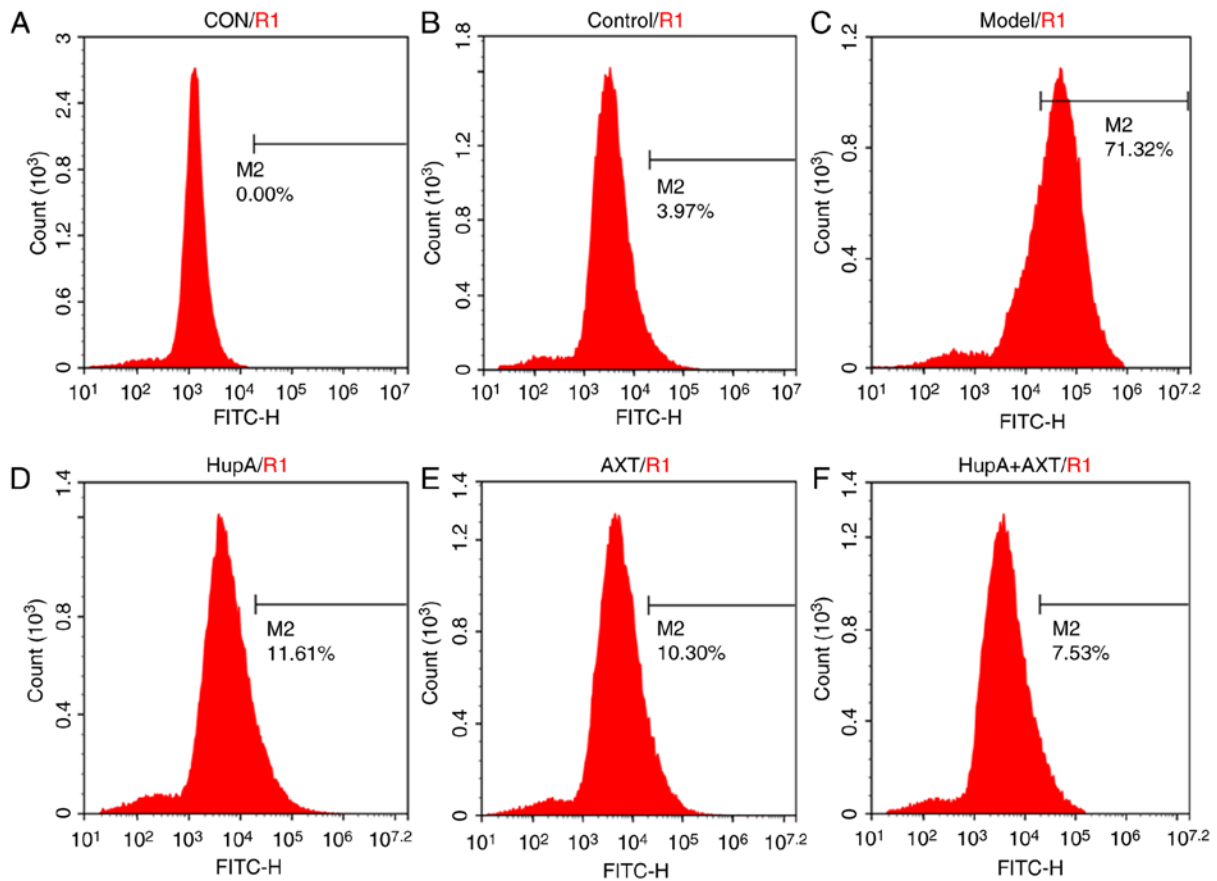 A
CON/R1
Count (10³)
3
2.4
0.8
1.2
0.6
0
M2
0.00%
10¹ 10² 10³ 10⁴ 10⁵ 10⁶ 10⁷
FITC-H
B
Control/R1
Count (10³)
1.8
1.2
0.8
0.4
0
M2
3.97%
10¹ 10² 10³ 10⁴ 10⁵ 10⁶ 10⁷
FITC-H
C
Model/R1
Count (10³)
1.2
0.8
0.4
0
M2
71.32%
10¹ 10² 10³ 10⁴ 10⁵ 10⁶ 10⁷·²
FITC-H
D
HupA/R1
Count (10³)
1.4
0.8
0.4
0
M2
11.61%
10¹ 10² 10³ 10⁴ 10⁵ 10⁶ 10⁷·²
FITC-H
E
AXT/R1
Count (10³)
1.4
1.2
0.8
0.4
0
M2
10.30%
10¹ 10² 10³ 10⁴ 10⁵ 10⁶ 10⁷·²
FITC-H
F
HupA+AXT/R1
Count (10³)
1.4
1.2
0.8
0.4
0
M2
7.53%
10¹ 10² 10³ 10⁴ 10⁵ 10⁶ 10⁷·²
FITC-H